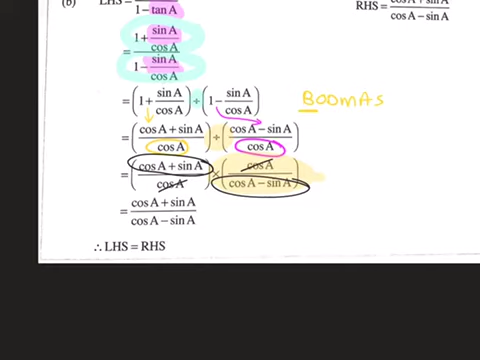 (b) LHS =
1 − tan A
RHS = cos A + sin A / cos A − sin A
= (1 + sin A / cos A) / (1 − sin A / cos A)
= (1 + sin A / cos A) ÷ (1 − sin A / cos A) BODMAS
= (cos A + sin A / cos A) ÷ (cos A − sin A / cos A)
= (cos A + sin A / cos A) × (cos A / cos A − sin A)
= cos A + sin A / cos A − sin A
∴ LHS = RHS